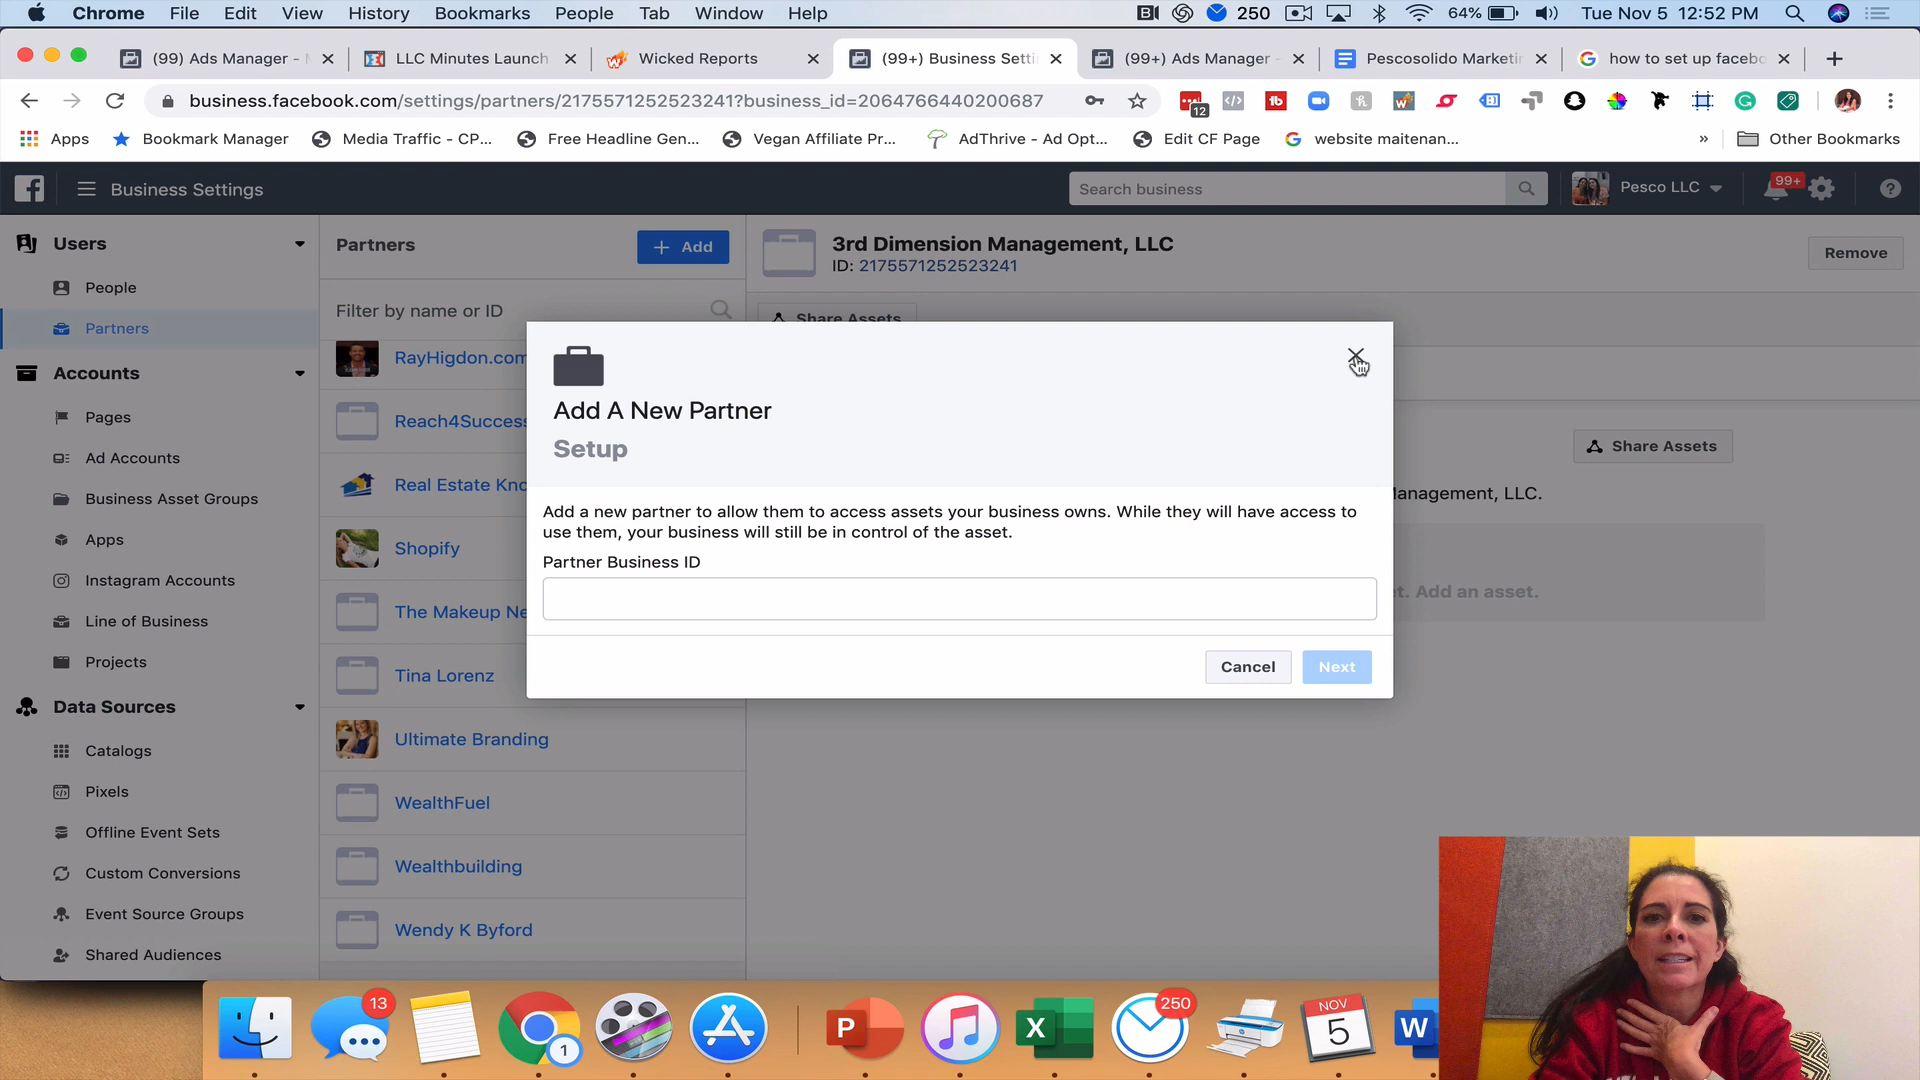 Chrome File Edit View History Bookmarks People Tab Window Help 250 64% Tue Nov 5 12:52 PM
(99) Ads Manager - LLC Minutes Launch Wicked Reports (99+) Business Setti (99+) Ads Manager - Pescosolido Marketi how to set up facebo
business.facebook.com/settings/partners/2175571252523241?business_id=2064766440200687 12
Apps Bookmark Manager Media Traffic - CP... Free Headline Gen... Vegan Affiliate Pr... AdThrive - Ad Opt... Edit CF Page website maitenan... » Other Bookmarks
Business Settings Search business Pesco LLC 99+
Users
People
Partners
Accounts
Pages
Ad Accounts
Business Asset Groups
Apps
Instagram Accounts
Line of Business
Projects
Data Sources
Catalogs
Pixels
Offline Event Sets
Custom Conversions
Event Source Groups
Shared Audiences
Partners
+ Add
Filter by name or ID
RayHigdon.com
Reach4Success
Real Estate Kno
Shopify
The Makeup Ne
Tina Lorenz
Ultimate Branding
WealthFuel
Wealthbuilding
Wendy K Byford
3rd Dimension Management, LLC
ID: 2175571252523241
Remove
Share Assets
Share Assets
anagement, LLC.
t. Add an asset.
Add A New Partner
Setup
Add a new partner to allow them to access assets your business owns. While they will have access to
use them, your business will still be in control of the asset.
Partner Business ID
Cancel Next
13 1 P X 250 NOV 5 W